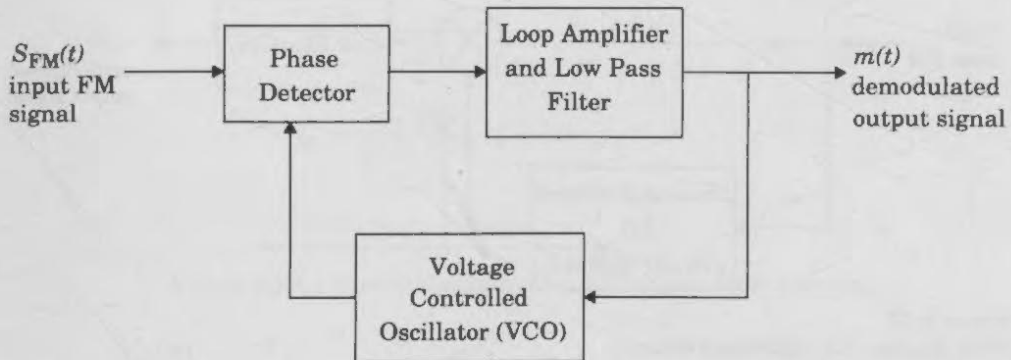 S_FM(t)
input FM
signal
Phase
Detector
Loop Amplifier
and Low Pass
Filter
m(t)
demodulated
output signal
Voltage
Controlled
Oscillator (VCO)